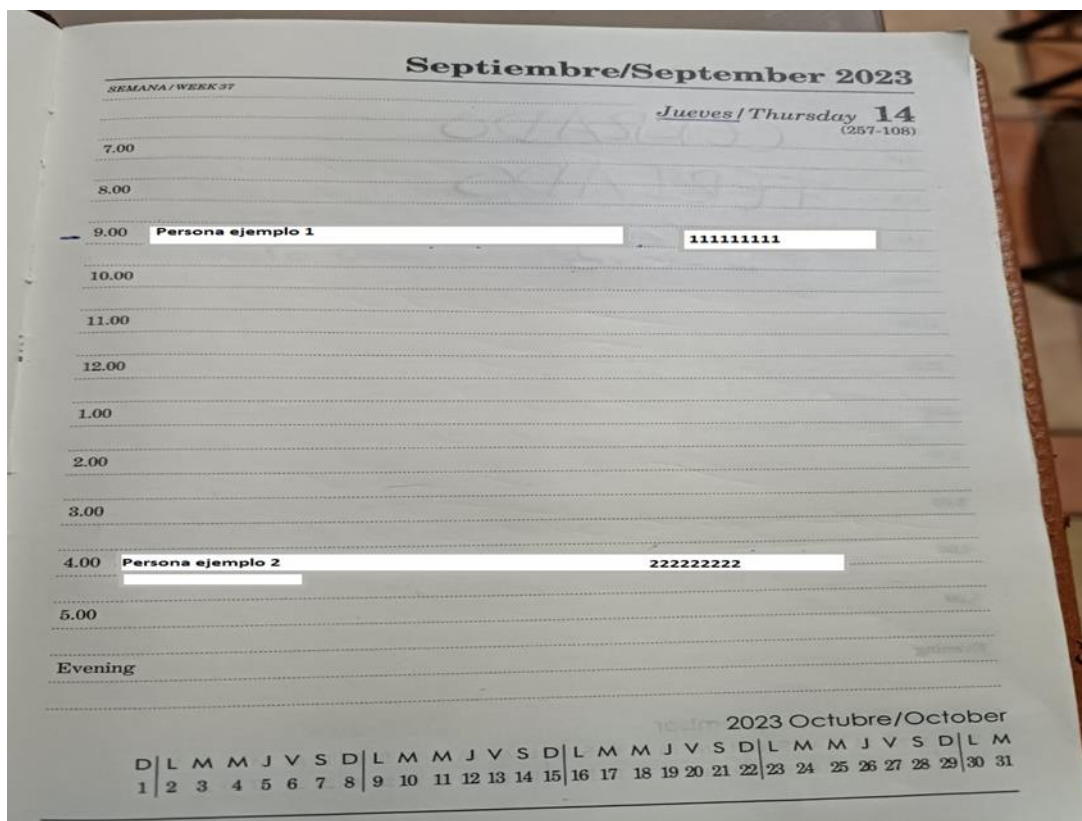 Septiembre/September 2023
SEMANA/WEEK 37
Jueves/Thursday 14
(257-108)
7.00
8.00
9.00 Persona ejemplo 1 111111111
10.00
11.00
12.00
1.00
2.00
3.00
4.00 Persona ejemplo 2 222222222
5.00
Evening
2023 Octubre/October
D L M M J V S D L M M J V S D L M M J V S D L M M J V S D L M
1 2 3 4 5 6 7 8 9 10 11 12 13 14 15 16 17 18 19 20 21 22 23 24 25 26 27 28 29 30 31